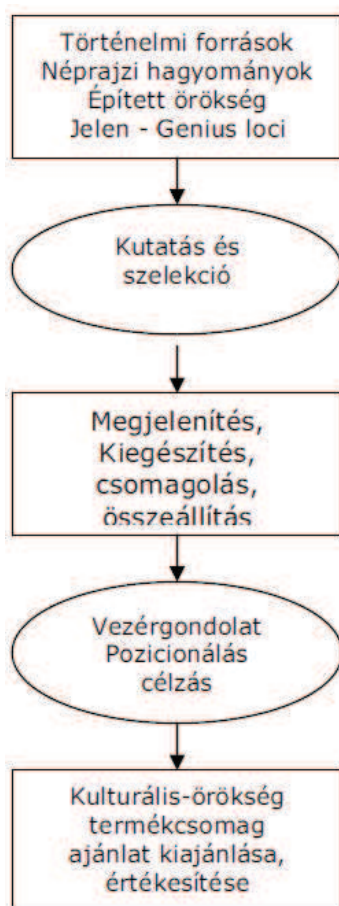 Történelmi források
Néprajzi hagyományok
Épített örökség
Jelen - Genius loci
Kutatás és
szelekció
Megjelenítés,
Kiegészítés,
csomagolás,
összeállítás
Vezérgondolat
Pozicionálás
célzás
Kulturális-örökség
termékcsomag
ajánlat kiajánlása,
értékesítése